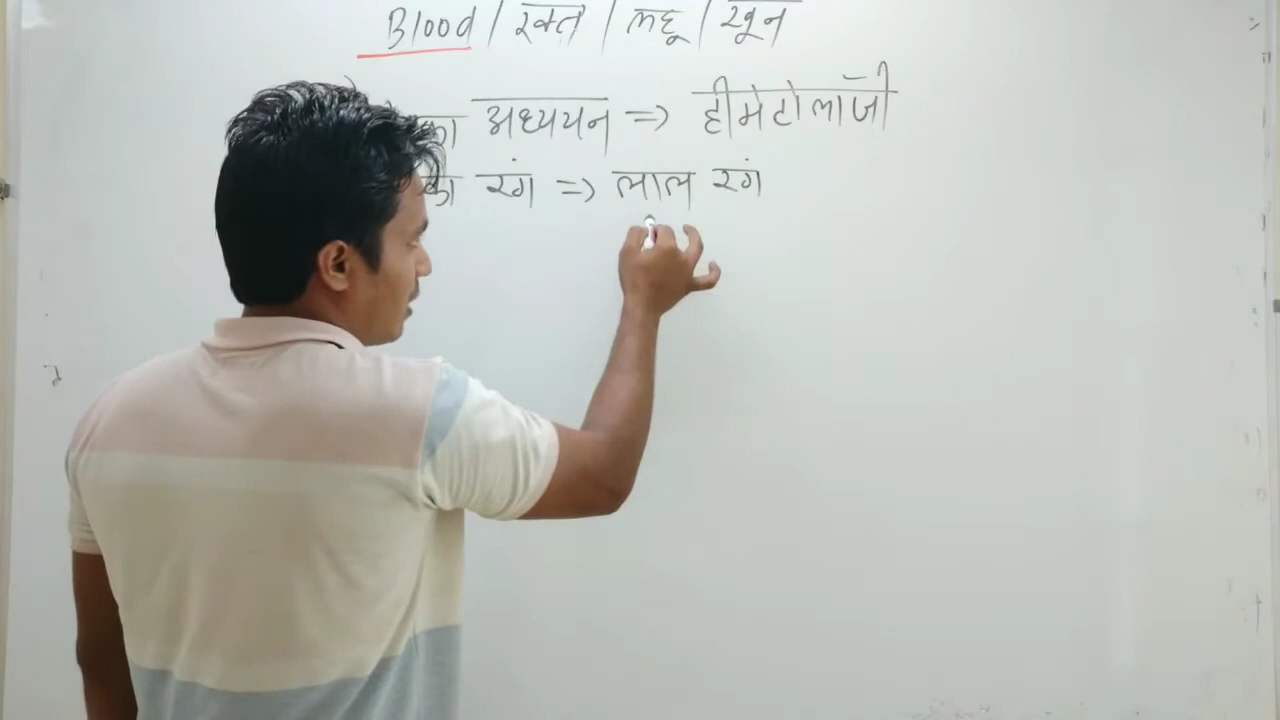 Blood / रक्त / लहू / खून
का अध्ययन => हीमेटोलॉजी
का रंग => लाल रंग